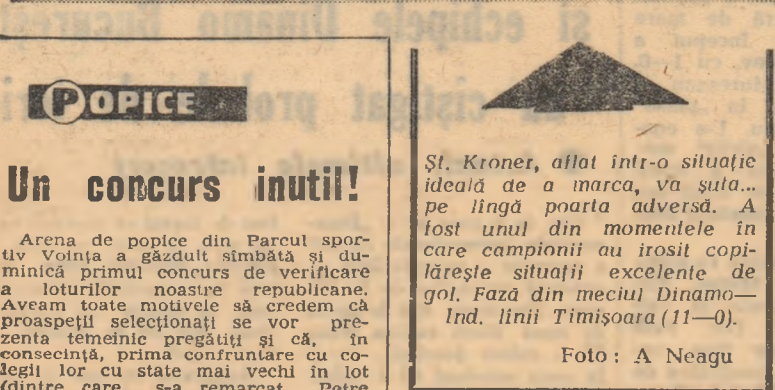 POPICE
Un concurs inutil!
Arena de popice din Parcul spor-
tiv Voința a găzduit sîmbătă și du-
minică primul concurs de verificare
a loturilor noastre republicane.
Aveam toate motivele să credem că
proaspeții selecționați se vor pre-
zenta temeinic pregătiți și că, în
consecință, prima confruntare cu co-
legii lor cu state mai vechi în lot
(dintre care s-a remarcat Petre
Șt. Kroner, aflat într-o situație
ideală de a marca, va șuta...
pe lîngă poarta adversă. A
fost unul din momentele în
care campionii au irosit copi-
lărește situații excelente de
gol. Fază din meciul Dinamo—
Ind. linii Timișoara (11—0).
Foto : A Neagu